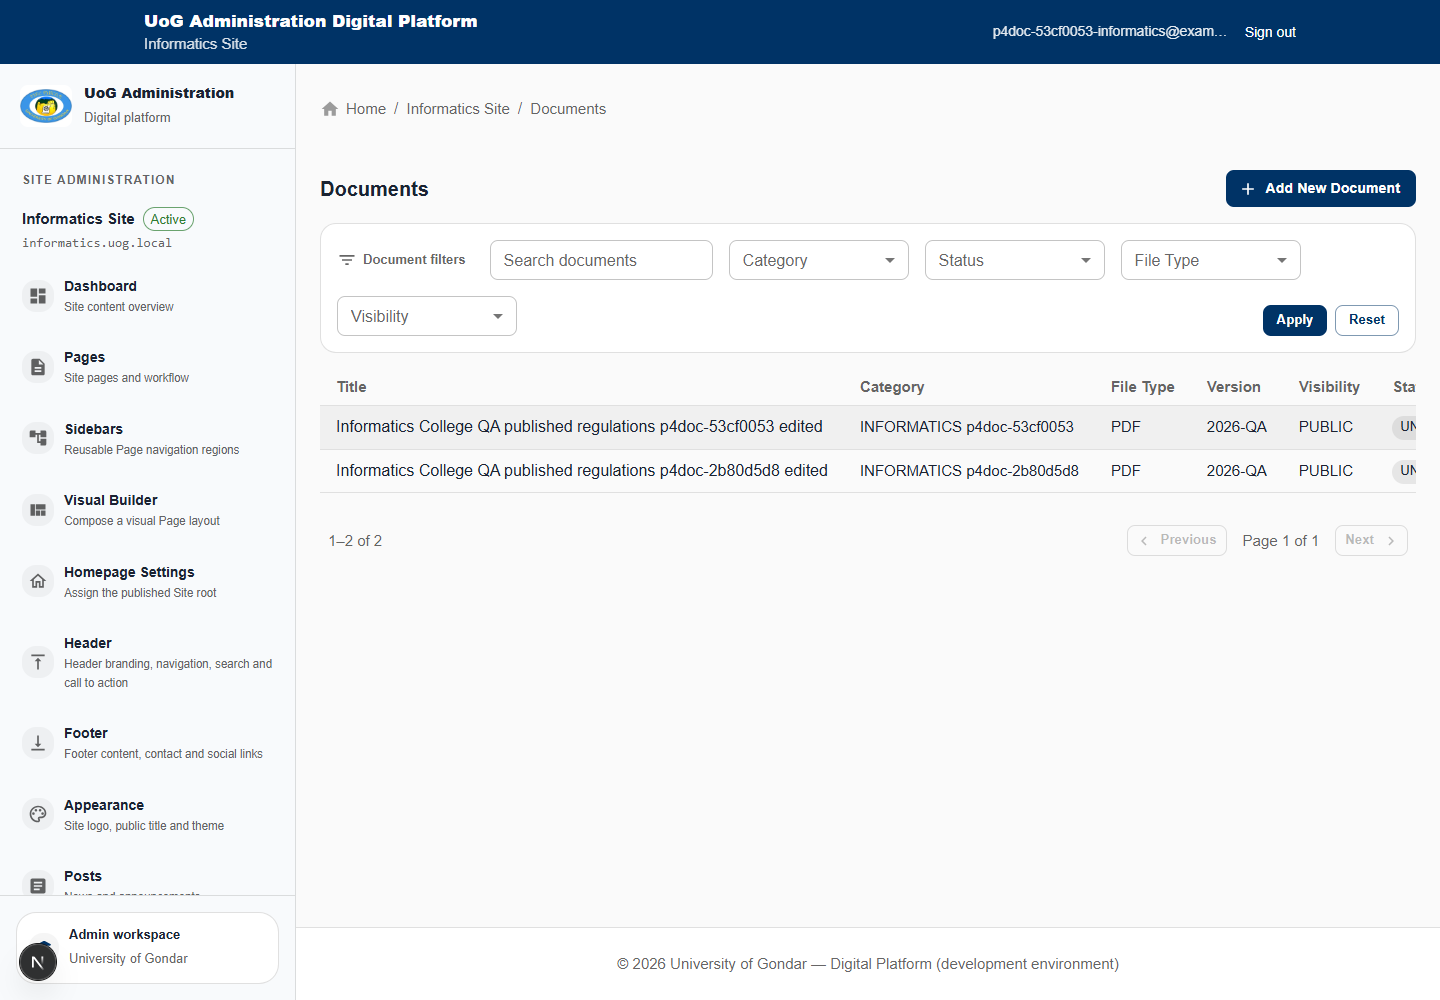 UoG Administration Digital Platform
Informatics Site
p4doc-53cf0053-informatics@exam...
Sign out
UoG Administration
Digital platform
SITE ADMINISTRATION
Informatics Site
Active
informatics.uog.local
Dashboard
Site content overview
Pages
Site pages and workflow
Sidebars
Reusable Page navigation regions
Visual Builder
Compose a visual Page layout
Homepage Settings
Assign the published Site root
Header
Header branding, navigation, search and
call to action
Footer
Footer content, contact and social links
Appearance
Site logo, public title and theme
Posts
Admin workspace
University of Gondar
N
Home / Informatics Site / Documents
Documents
Add New Document
Document filters
Search documents
Category
Status
File Type
Visibility
Apply
Reset
Title Category File Type Version Visibility Sta
Informatics College QA published regulations p4doc-53cf0053 edited INFORMATICS p4doc-53cf0053 PDF 2026-QA PUBLIC UN
Informatics College QA published regulations p4doc-2b80d5d8 edited INFORMATICS p4doc-2b80d5d8 PDF 2026-QA PUBLIC UN
1–2 of 2
Previous
Page 1 of 1
Next
© 2026 University of Gondar — Digital Platform (development environment)